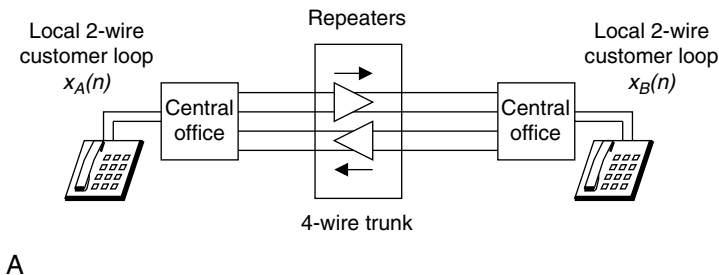 Repeaters
Local 2-wire
customer loop
x_A(n)
Local 2-wire
customer loop
x_B(n)
Central
office
Central
office
4-wire trunk
A